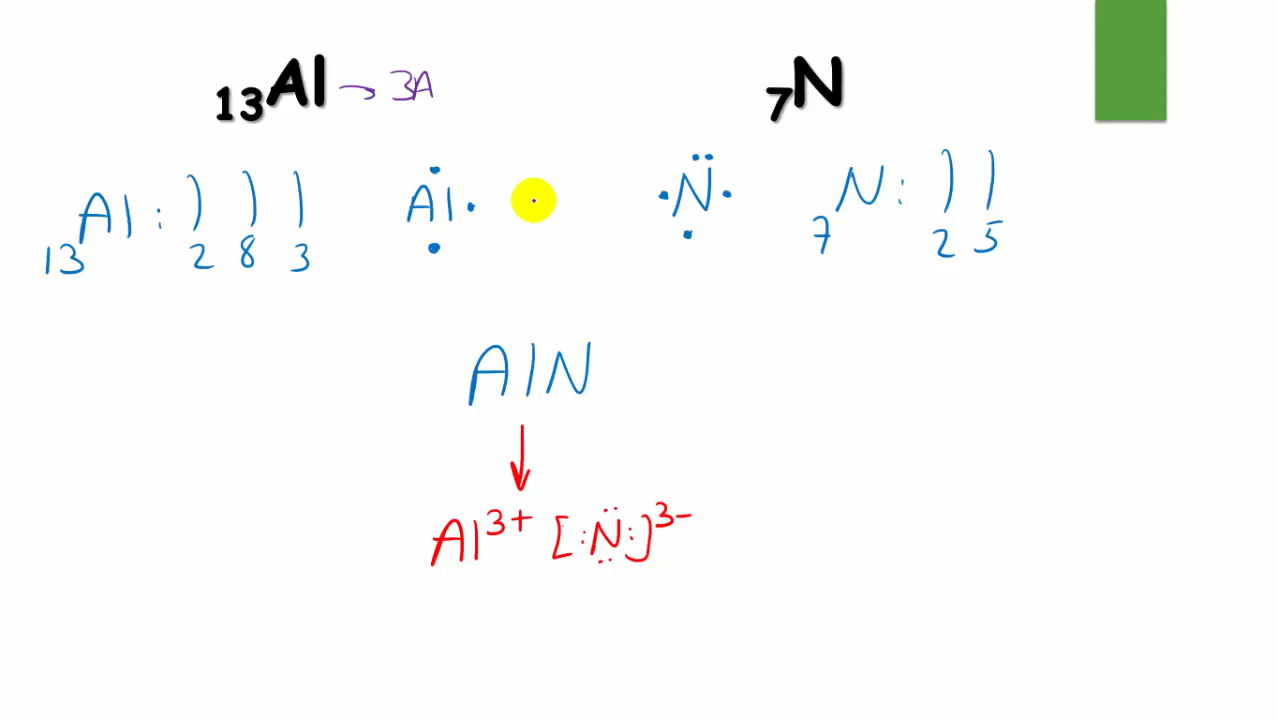 ₁₃Al → 3A
₇N
₁₃Al : ) ) )
2 8 3
Al
N
₇N : ) )
2 5
AlN
↓
Al³⁺ [:N̤̈:]³⁻